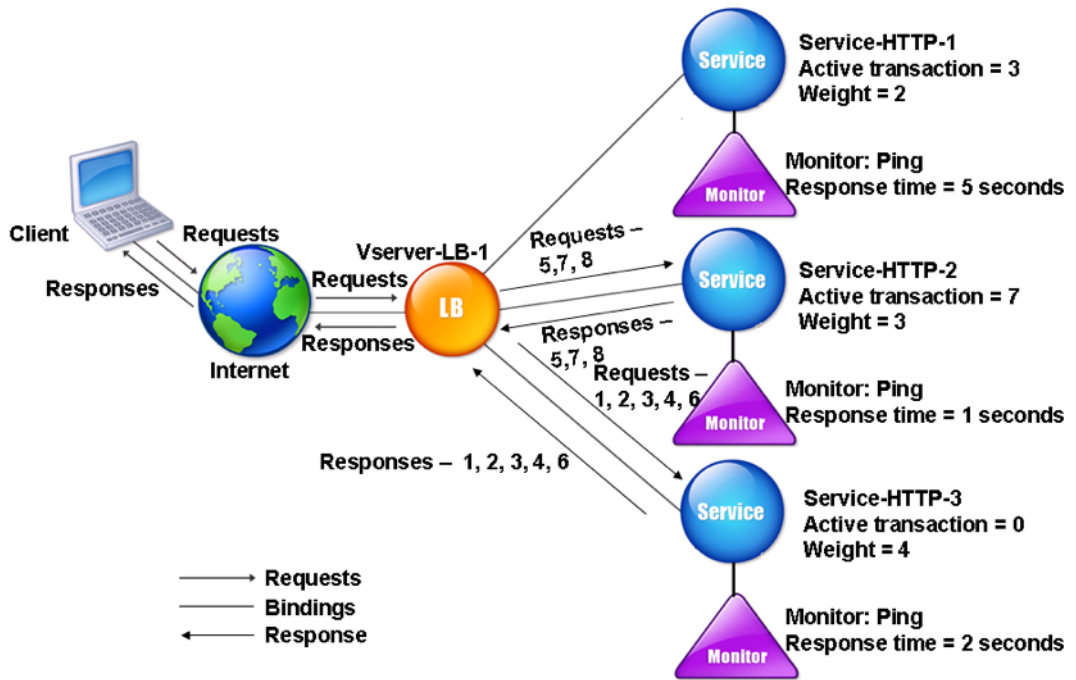 Service
Service-HTTP-1
Active transaction = 3
Weight = 2
Monitor
Monitor: Ping
Response time = 5 seconds
Client
Requests
Responses
Internet
Requests
Responses
Vserver-LB-1
LB
Requests –
5,7, 8
Responses –
5,7, 8
Service
Service-HTTP-2
Active transaction = 7
Weight = 3
Monitor
Monitor: Ping
Response time = 1 seconds
Requests –
1, 2, 3, 4, 6
Responses – 1, 2, 3, 4, 6
Service
Service-HTTP-3
Active transaction = 0
Weight = 4
Monitor
Monitor: Ping
Response time = 2 seconds
Requests
Bindings
Response